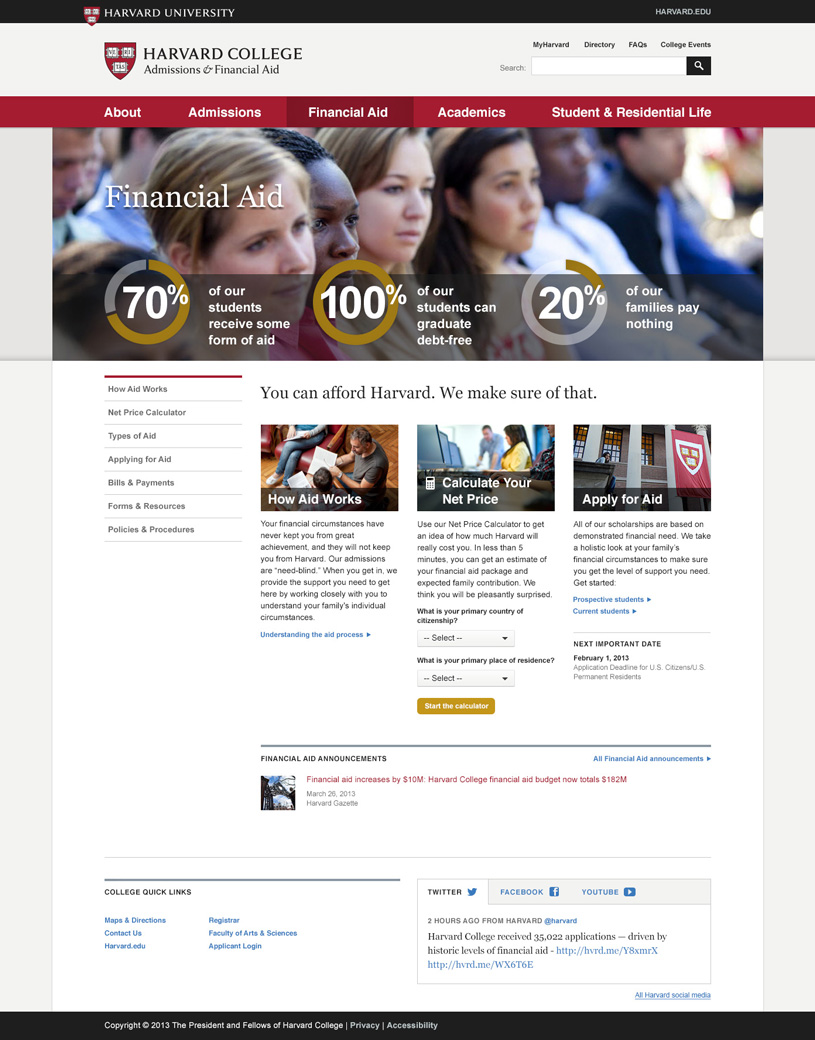 HARVARD UNIVERSITY
HARVARD.EDU
HARVARD COLLEGE
Admissions & Financial Aid
MyHarvard Directory FAQs College Events
Search:
About Admissions Financial Aid Academics Student & Residential Life
Financial Aid
70%
of our
students
receive some
form of aid
100%
of our
students can
graduate
debt-free
20%
of our
families pay
nothing
How Aid Works
Net Price Calculator
Types of Aid
Applying for Aid
Bills & Payments
Forms & Resources
Policies & Procedures
You can afford Harvard. We make sure of that.
How Aid Works
Your financial circumstances have
never kept you from great
achievement, and they will not keep
you from Harvard. Our admissions
are “need-blind.” When you get in, we
provide the support you need to get
here by working closely with you to
understand your family's individual
circumstances.
Understanding the aid process
Calculate Your
Net Price
Use our Net Price Calculator to get
an idea of how much Harvard will
really cost you. In less than 5
minutes, you can get an estimate of
your financial aid package and
expected family contribution. We
think you will be pleasantly surprised.
What is your primary country of
citizenship?
-- Select --
What is your primary place of residence?
-- Select --
Start the calculator
Apply for Aid
All of our scholarships are based on
demonstrated financial need. We take
a holistic look at your family's
financial circumstances to make sure
you get the level of support you need.
Get started:
Prospective students
Current students
NEXT IMPORTANT DATE
February 1, 2013
Application Deadline for U.S. Citizens/U.S.
Permanent Residents
FINANCIAL AID ANNOUNCEMENTS
All Financial Aid announcements
Financial aid increases by $10M: Harvard College financial aid budget now totals $182M
March 26, 2013
Harvard Gazette
COLLEGE QUICK LINKS
Maps & Directions
Contact Us
Harvard.edu
Registrar
Faculty of Arts & Sciences
Applicant Login
TWITTER FACEBOOK YOUTUBE
2 HOURS AGO FROM HARVARD @harvard
Harvard College received 35,022 applications — driven by
historic levels of financial aid - http://hvrd.me/Y8xmrX
http://hvrd.me/WX6T6E
All Harvard social media
Copyright © 2013 The President and Fellows of Harvard College | Privacy | Accessibility